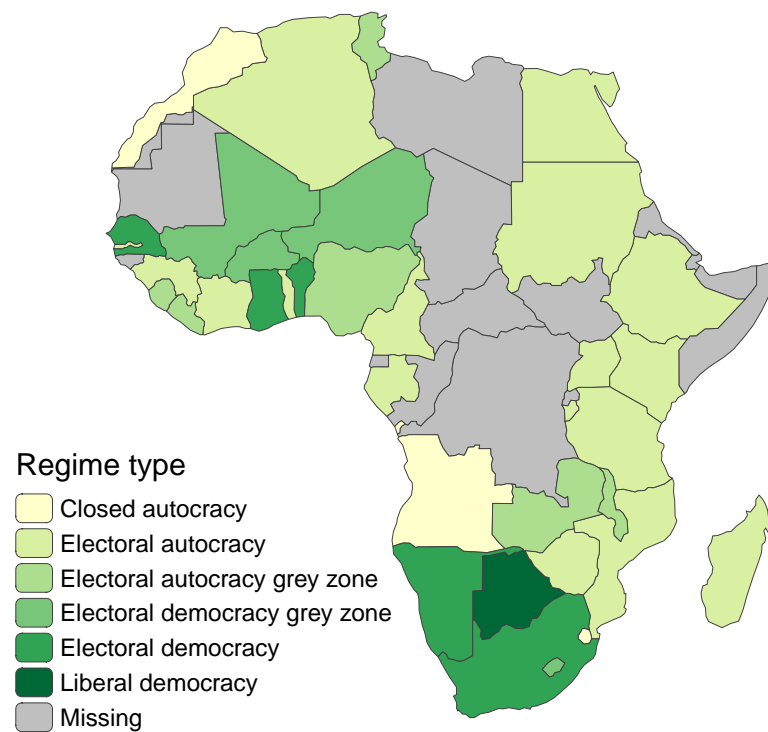 Regime type
Closed autocracy
Electoral autocracy
Electoral autocracy grey zone
Electoral democracy grey zone
Electoral democracy
Liberal democracy
Missing